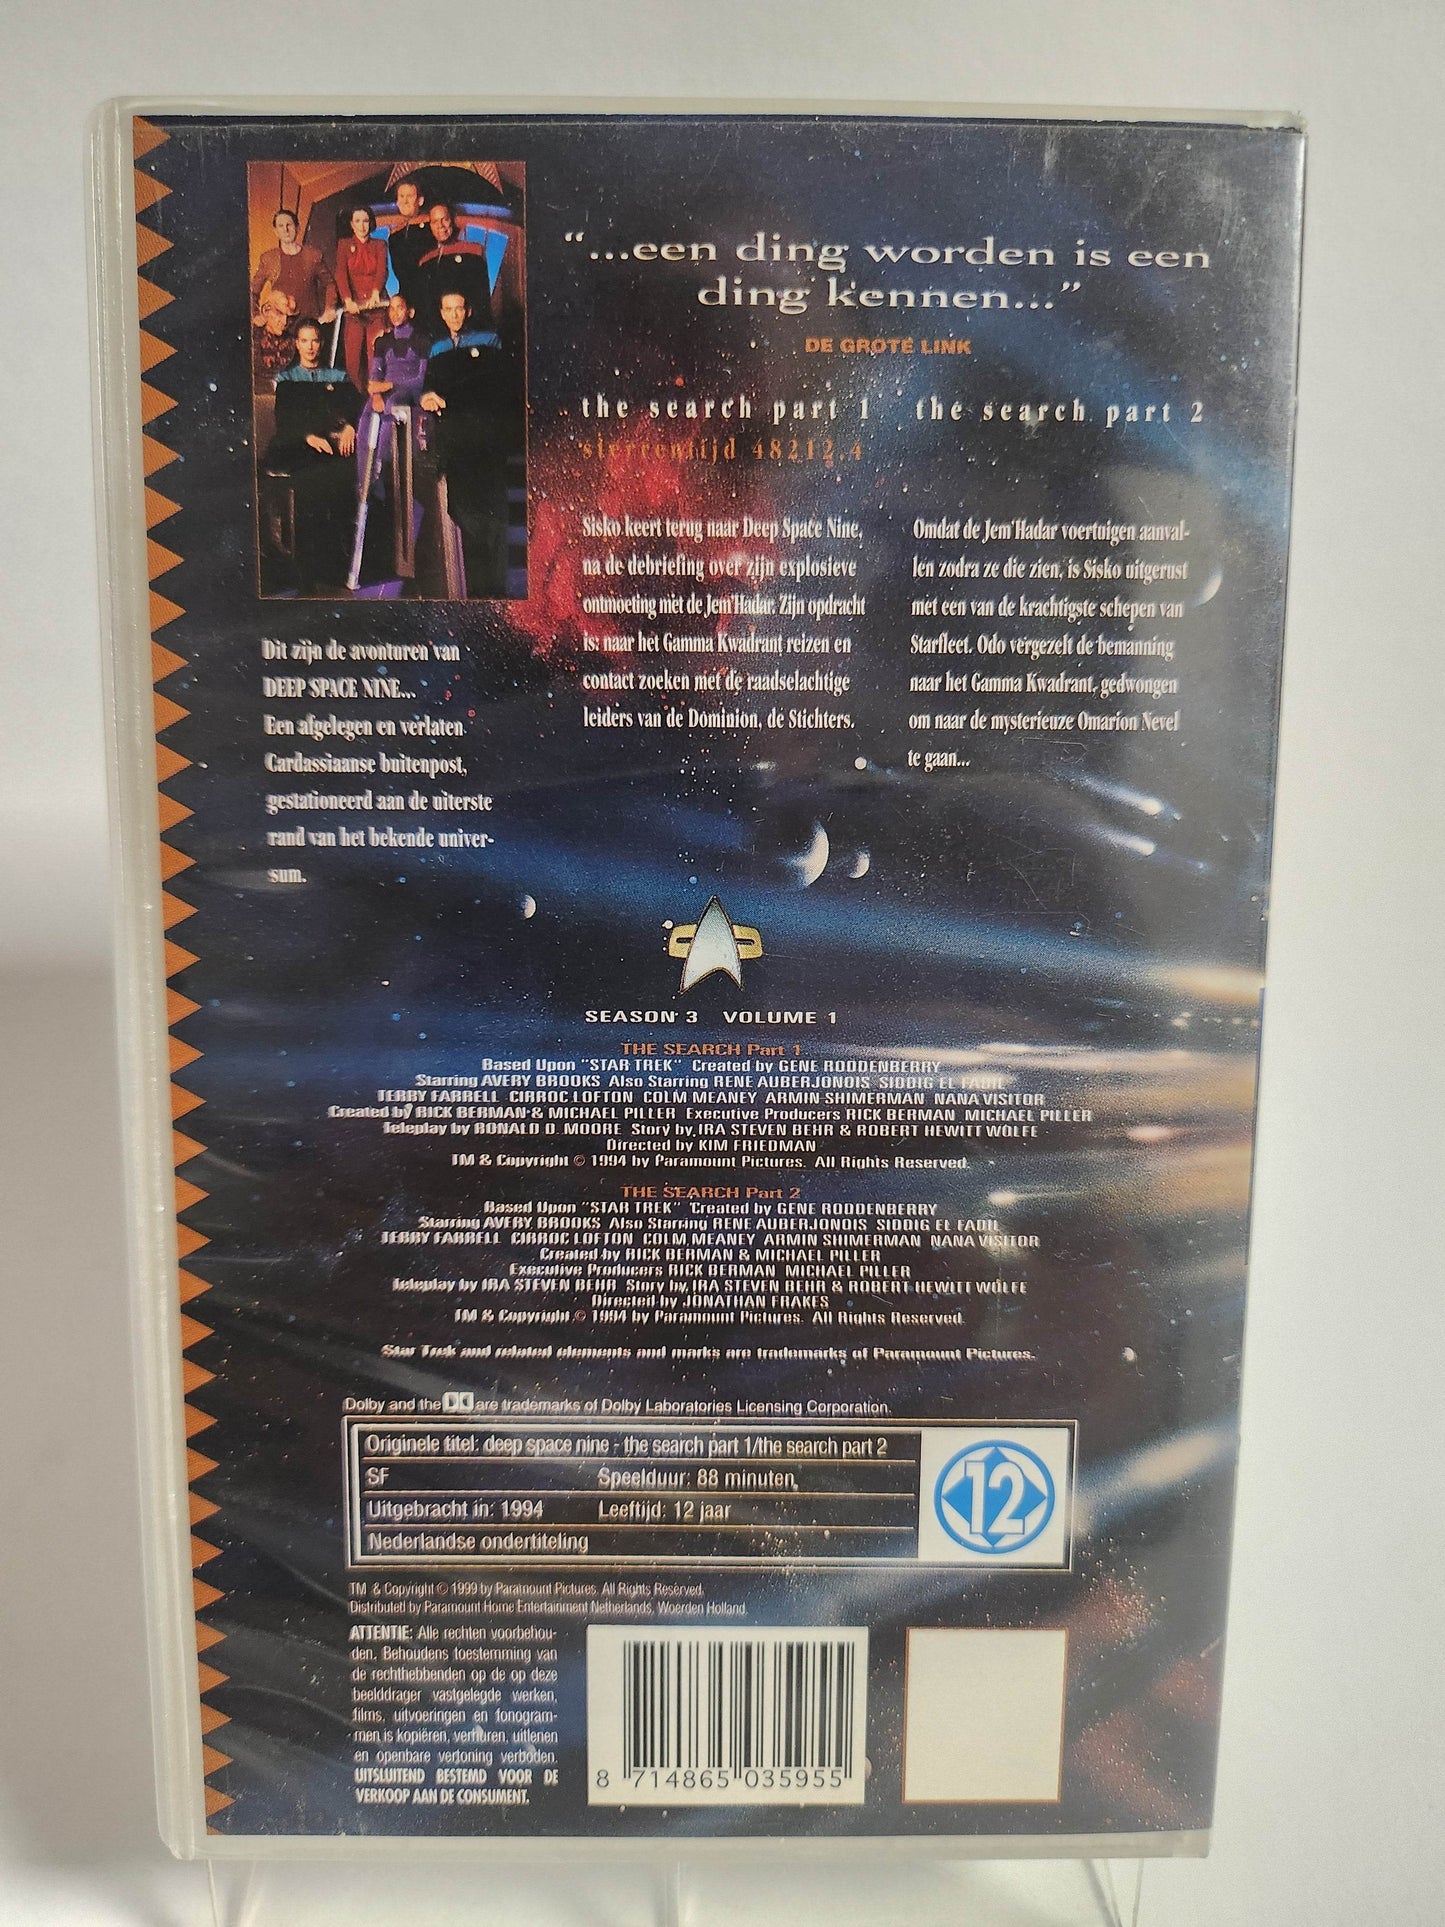 “...een ding worden is een
ding kennen...”
DE GROTE LINK
the search part 1
sterrentijd 48212.4
Sisko keert terug naar Deep Space Nine,
na de debriefing over zijn explosieve
ontmoeting met de Jem'Hadar. Zijn opdracht
is: naar het Gamma Kwadrant reizen en
contact zoeken met de raadselachtige
leiders van de Dominion, de Stichters.
the search part 2
Omdat de Jem'Hadar voertuigen aanval-
len zodra ze die zien, is Sisko uitgerust
met een van de krachtigste schepen van
Starfleet. Odo vergezelt de bemanning
naar het Gamma Kwadrant, gedwongen
om naar de mysterieuze Omarion Nevel
te gaan...
Dit zijn de avonturen van
DEEP SPACE NINE...
Een afgelegen en verlaten
Cardassiaanse buitenpost,
gestationeerd aan de uiterste
rand van het bekende univer-
sum.
SEASON 3 VOLUME 1
THE SEARCH Part 1
Based Upon "STAR TREK" Created by GENE RODDENBERRY
Starring AVERY BROOKS Also Starring RENE AUBERJONOIS SIDDIG EL FADIL
TERRY FARRELL CIRROC LOFTON COLM MEANEY ARMIN SHIMERMAN NANA VISITOR
Created by RICK BERMAN & MICHAEL PILLER Executive Producers RICK BERMAN MICHAEL PILLER
Teleplay by RONALD D. MOORE Story by IRA STEVEN BEHR & ROBERT HEWITT WOLFE
Directed by KIM FRIEDMAN
TM & Copyright © 1994 by Paramount Pictures. All Rights Reserved.
THE SEARCH Part 2
Based Upon "STAR TREK" Created by GENE RODDENBERRY
Starring AVERY BROOKS Also Starring RENE AUBERJONOIS SIDDIG EL FADIL
TERRY FARRELL CIRROC LOFTON COLM MEANEY ARMIN SHIMERMAN NANA VISITOR
Created by RICK BERMAN & MICHAEL PILLER
Executive Producers RICK BERMAN MICHAEL PILLER
Teleplay by IRA STEVEN BEHR Story by IRA STEVEN BEHR & ROBERT HEWITT WOLFE
Directed by JONATHAN FRAKES
TM & Copyright © 1994 by Paramount Pictures. All Rights Reserved.
Star Trek and related elements and marks are trademarks of Paramount Pictures.
Dolby and the are trademarks of Dolby Laboratories Licensing Corporation.
Originele titel: deep space nine - the search part 1/the search part 2
SF Speelduur: 88 minuten
Uitgebracht in: 1994 Leeftijd: 12 jaar
Nederlandse ondertiteling
12
TM & Copyright © 1999 by Paramount Pictures. All Rights Reserved.
Distributed by Paramount Home Entertainment Netherlands, Woerden Holland.
ATTENTIE: Alle rechten voorbehou-
den. Behoudens toestemming van
de rechthebbenden op de op deze
beelddrager vastgelegde werken,
films, uitvoeringen en fonogram-
men is kopiëren, verhuren, uitlenen
en openbare vertoning verboden.
UITSLUITEND BESTEMD VOOR DE
VERKOOP AAN DE CONSUMENT.
8 714865 035955